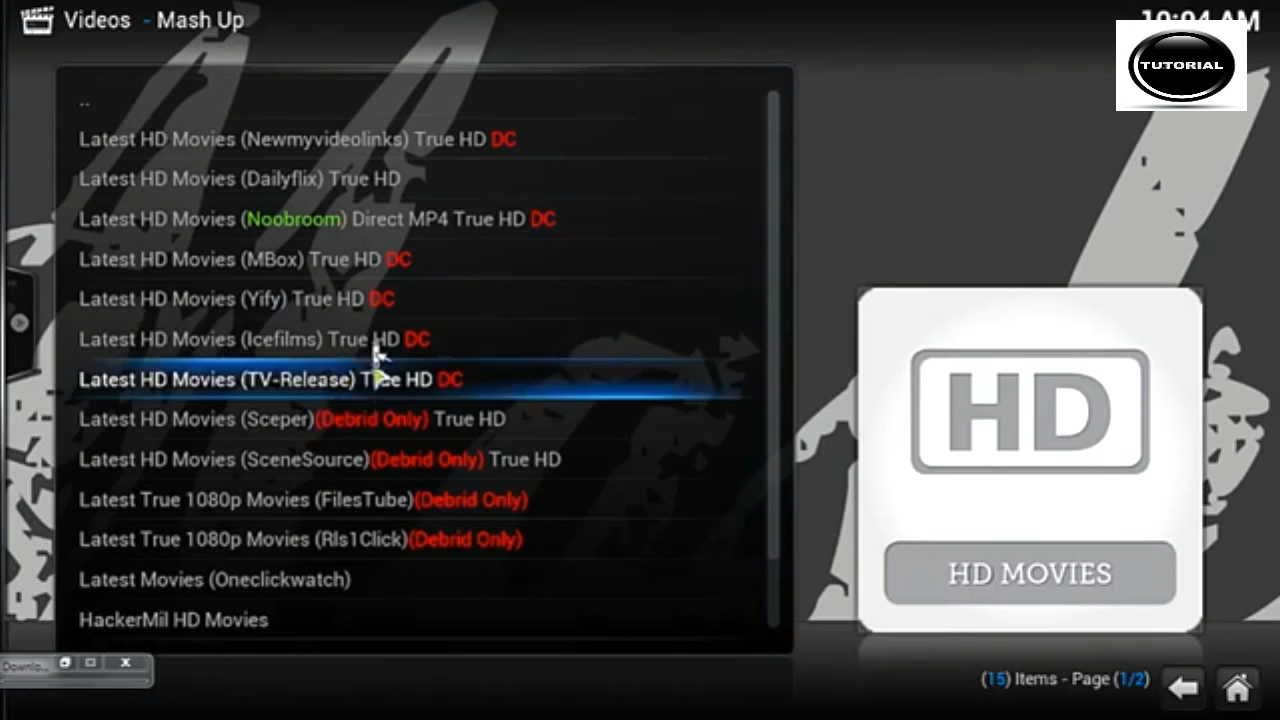 Videos - Mash Up
10:04 AM
TUTORIAL
..
Latest HD Movies (Newmyvideolinks) True HD DC
Latest HD Movies (Dailyflix) True HD
Latest HD Movies (Noobroom) Direct MP4 True HD DC
Latest HD Movies (MBox) True HD DC
Latest HD Movies (Yify) True HD DC
Latest HD Movies (Icefilms) True HD DC
Latest HD Movies (TV-Release) True HD DC
Latest HD Movies (Sceper)(Debrid Only) True HD
Latest HD Movies (SceneSource)(Debrid Only) True HD
Latest True 1080p Movies (FilesTube)(Debrid Only)
Latest True 1080p Movies (Rls1Click)(Debrid Only)
Latest Movies (Oneclickwatch)
HackerMil HD Movies
HD
HD MOVIES
Downlo...
(15) Items - Page (1/2)